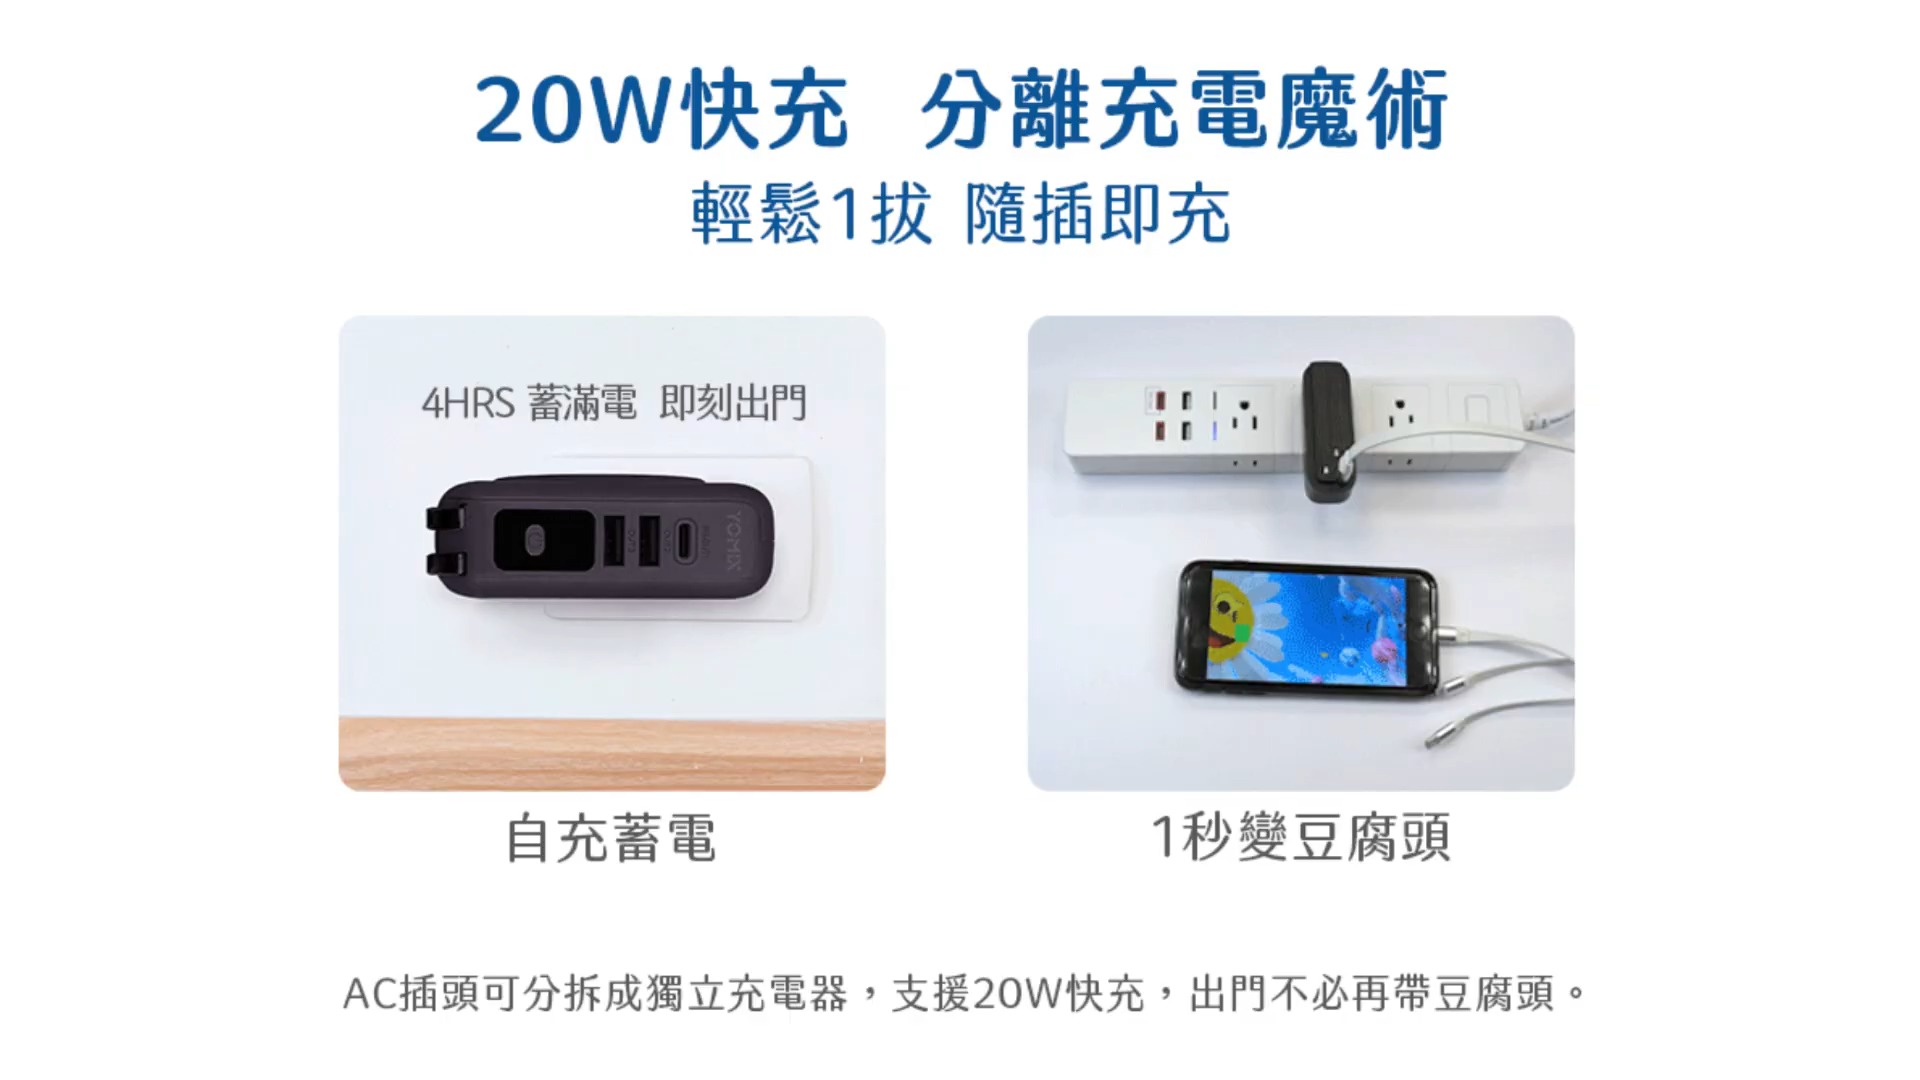 20W快充 分離充電魔術
輕鬆1拔 隨插即充
4HRS 蓄滿電 即刻出門
YOMIX
自充蓄電
1秒變豆腐頭
AC插頭可分拆成獨立充電器，支援20W快充，出門不必再帶豆腐頭。